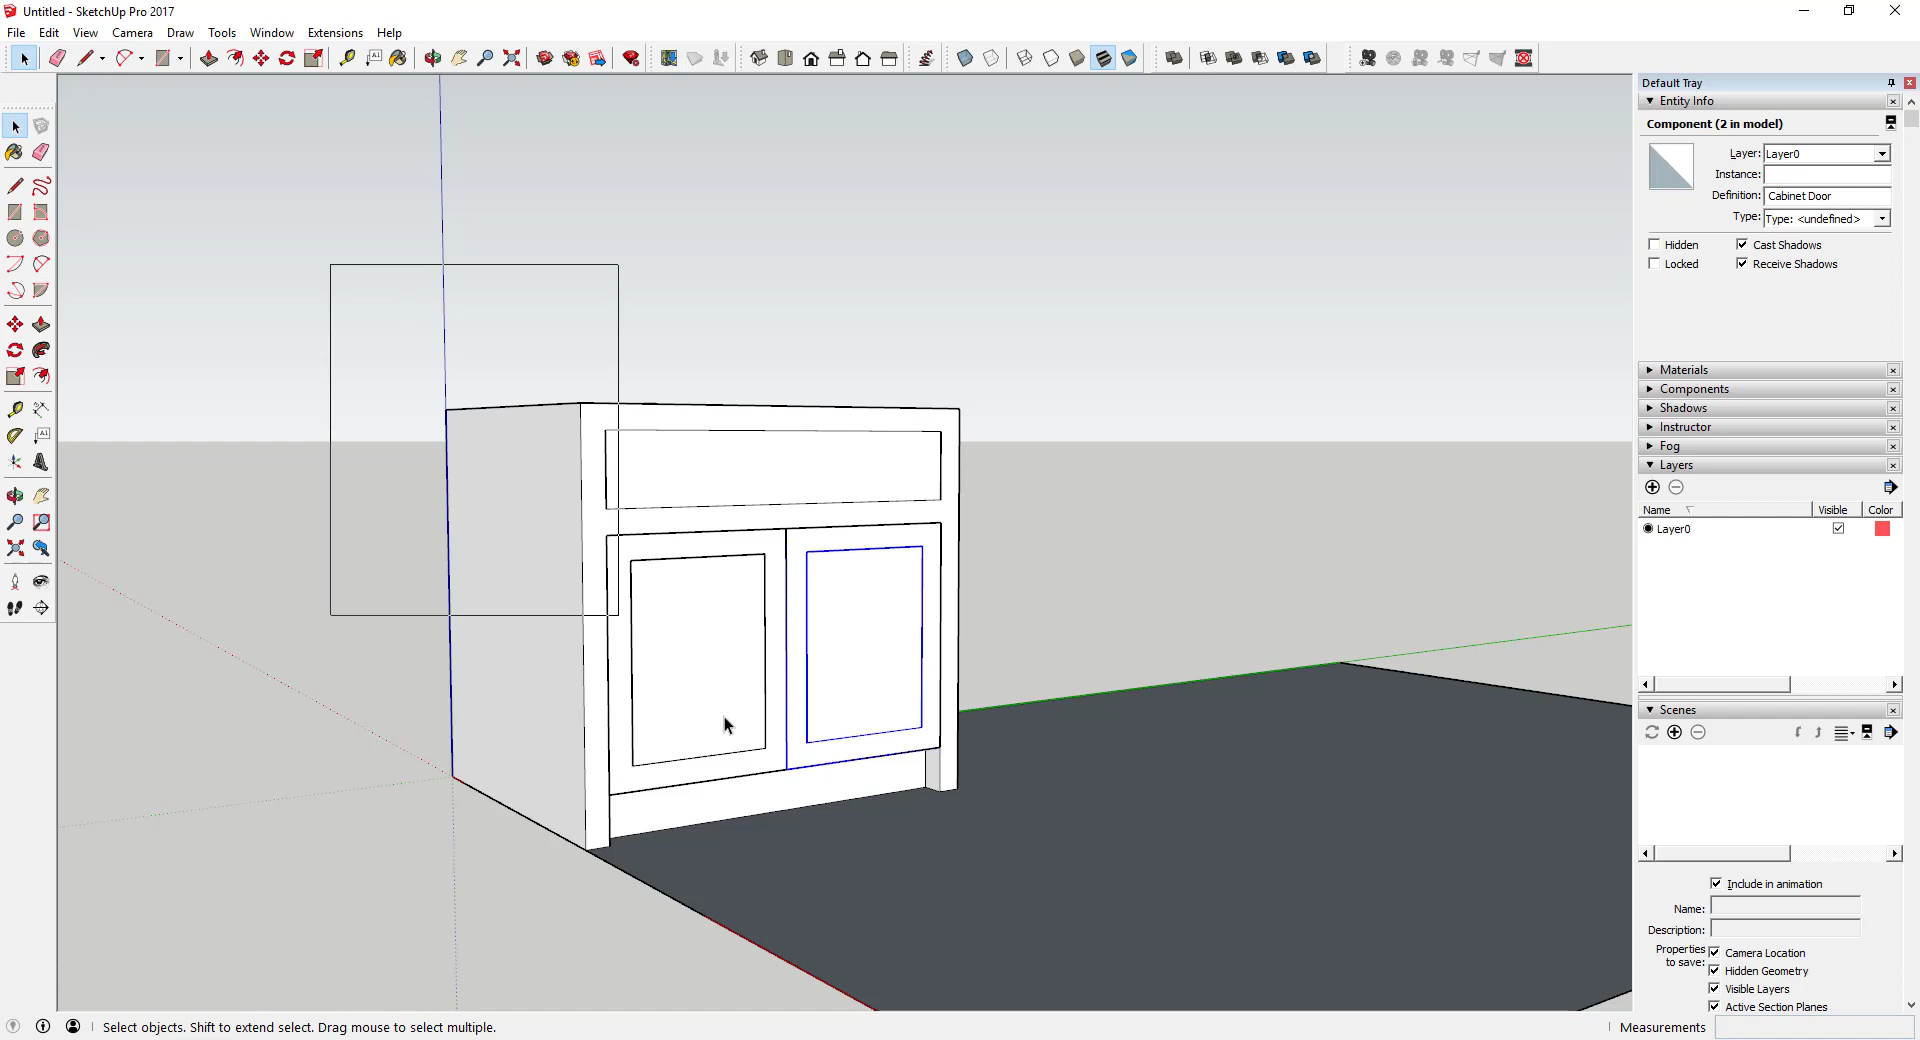 Untitled - SketchUp Pro 2017
File Edit View Camera Draw Tools Window Extensions Help
Default Tray
Entity Info
Component (2 in model)
Layer: Layer0
Instance:
Definition: Cabinet Door
Type: Type: <undefined>
Hidden Cast Shadows
Locked Receive Shadows
Materials
Components
Shadows
Instructor
Fog
Layers
Name Visible Color
Layer0
Scenes
Include in animation
Name:
Description:
Properties
to save:
Camera Location
Hidden Geometry
Visible Layers
Active Section Planes
Select objects. Shift to extend select. Drag mouse to select multiple.
Measurements